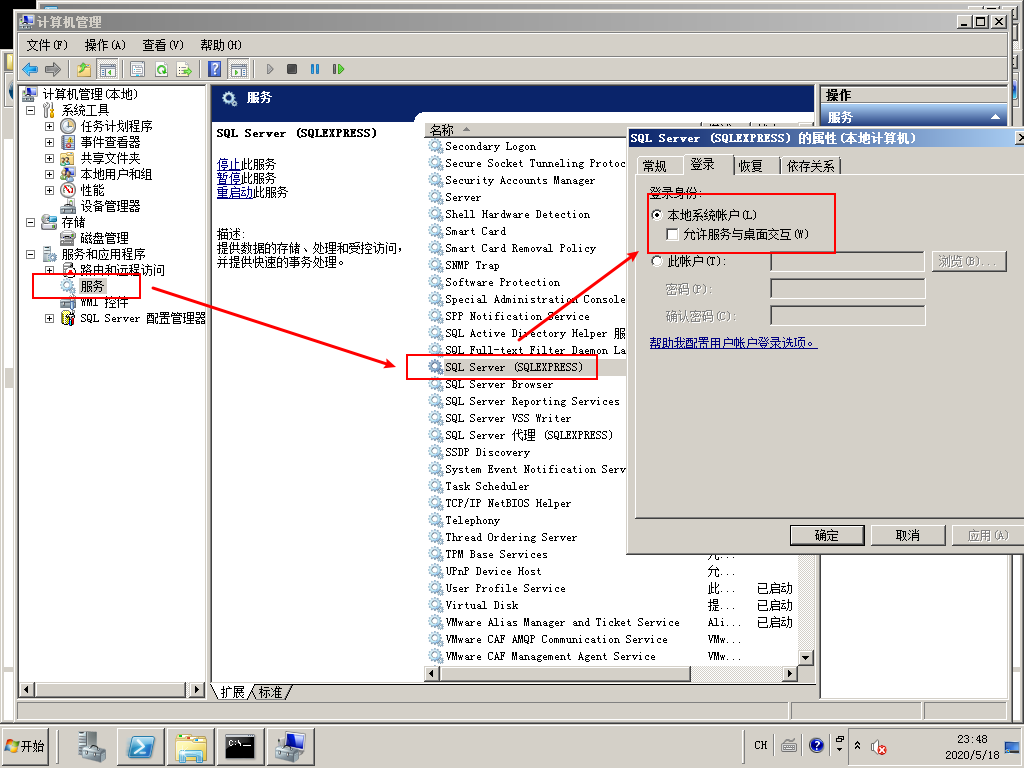 计算机管理
文件(F) 操作(A) 查看(V) 帮助(H)
计算机管理(本地)
系统工具
任务计划程序
事件查看器
共享文件夹
本地用户和组
性能
设备管理器
存储
磁盘管理
服务和应用程序
路由和远程访问
服务
WMI 控件
SQL Server 配置管理器
服务
SQL Server (SQLEXPRESS)
停止此服务
暂停此服务
重启动此服务
描述:
提供数据的存储、处理和受控访问，
并提供快速的事务处理。
名称
Secondary Logon
Secure Socket Tunneling Protoc
Security Accounts Manager
Server
Shell Hardware Detection
Smart Card
Smart Card Removal Policy
SNMP Trap
Software Protection
Special Administration Console
SPP Notification Service
SQL Active Directory Helper 服
SQL Full-text Filter Daemon La
SQL Server (SQLEXPRESS)
SQL Server Browser
SQL Server Reporting Services
SQL Server VSS Writer
SQL Server 代理 (SQLEXPRESS)
SSDP Discovery
System Event Notification Serv
Task Scheduler
TCP/IP NetBIOS Helper
Telephony
Thread Ordering Server
TPM Base Services 允...
UPnP Device Host 允...
User Profile Service 此... 已启动
Virtual Disk 提... 已启动
VMware Alias Manager and Ticket Service Ali... 已启动
VMware CAF AMQP Communication Service VMw...
VMware CAF Management Agent Service VMw...
扩展 标准
操作
服务
SQL Server (SQLEXPRESS) 的属性(本地计算机)
常规 登录 恢复 依存关系
登录身份:
本地系统帐户(L)
允许服务与桌面交互(W)
此帐户(T): 浏览(B)...
密码(P):
确认密码(C):
帮助我配置用户帐户登录选项。
确定 取消 应用(A)
开始
C:\_
CH
23:48
2020/5/18